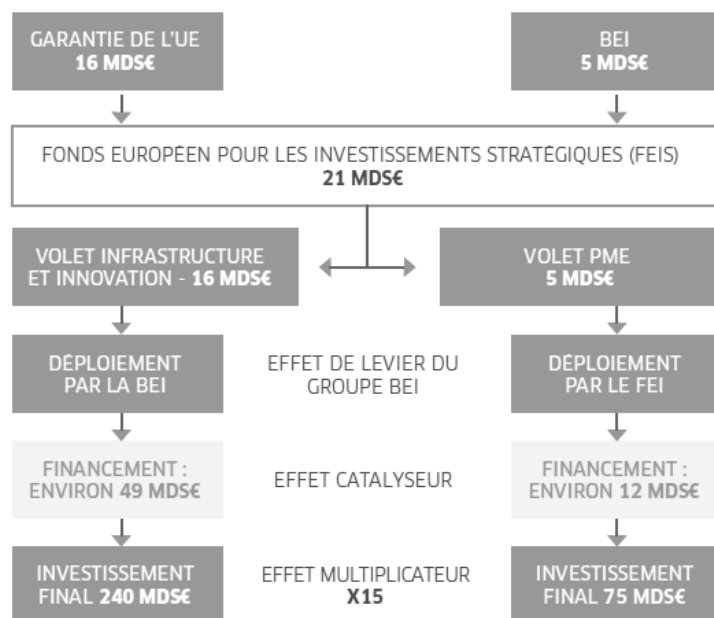 GARANTIE DE L'UE
16 MDS€
BEI
5 MDS€
FONDS EUROPÉEN POUR LES INVESTISSEMENTS STRATÉGIQUES (FEIS)
21 MDS€
VOLET INFRASTRUCTURE
ET INNOVATION - 16 MDS€
VOLET PME
5 MDS€
DÉPLOIEMENT
PAR LA BEI
EFFET DE LEVIER DU
GROUPE BEI
DÉPLOIEMENT
PAR LE FEI
FINANCEMENT :
ENVIRON 49 MDS€
EFFET CATALYSEUR
FINANCEMENT :
ENVIRON 12 MDS€
INVESTISSEMENT
FINAL 240 MDS€
EFFET MULTIPLICATEUR
X15
INVESTISSEMENT
FINAL 75 MDS€